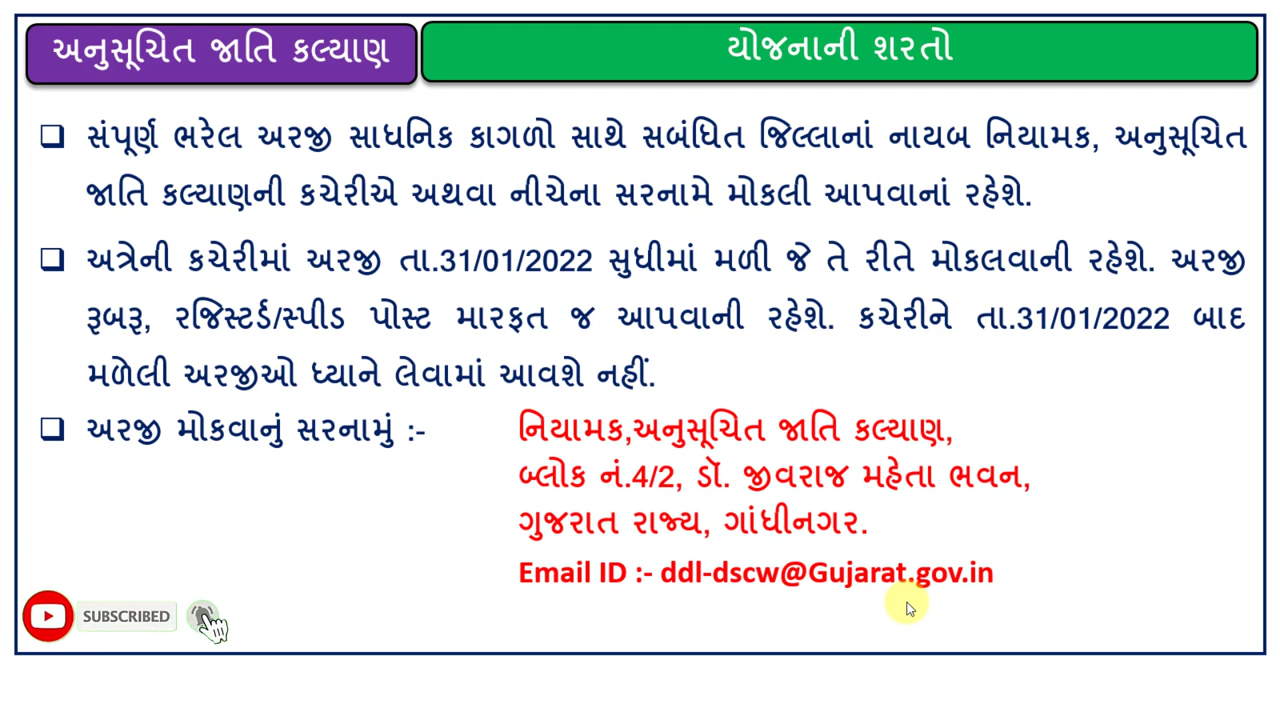 અનુસૂચિત જાતિ કલ્યાણ
યોજનાની શરતો
❑ સંપૂર્ણ ભરેલ અરજી સાધનિક કાગળો સાથે સબંધિત જિલ્લાનાં નાયબ નિયામક, અનુસૂચિત
જાતિ કલ્યાણની કચેરીએ અથવા નીચેના સરનામે મોકલી આપવાનાં રહેશે.
❑ અત્રેની કચેરીમાં અરજી તા.31/01/2022 સુધીમાં મળી જે તે રીતે મોકલવાની રહેશે. અરજી
રૂબરૂ, રજિસ્ટર્ડ/સ્પીડ પોસ્ટ મારફત જ આપવાની રહેશે. કચેરીને તા.31/01/2022 બાદ
મળેલી અરજીઓ ધ્યાને લેવામાં આવશે નહીં.
❑ અરજી મોકવાનું સરનામું :-
નિયામક,અનુસૂચિત જાતિ કલ્યાણ,
બ્લોક નં.4/2, ડૉ. જીવરાજ મહેતા ભવન,
ગુજરાત રાજ્ય, ગાંધીનગર.
Email ID :- ddl-dscw@Gujarat.gov.in
SUBSCRIBED